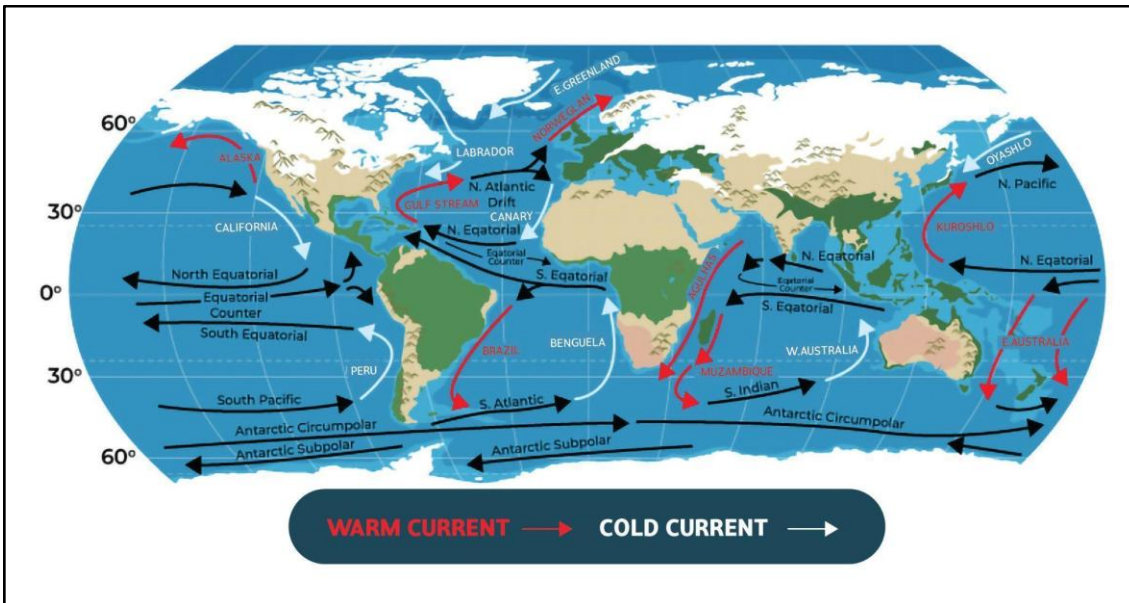 E.GREENLAND
NORWEGIAN
60°
ALASKA
LABRADOR
OYASHLO
N. Pacific
N. Atlantic
Drift
GULF STREAM
30°
CALIFORNIA
CANARY
KUROSHLO
N. Eqatorial
Eqatorial
Counter
AGULHAS
N. Eqatorial
N. Eqatorial
North Equatorial
S. Eqatorial
Eqatorial
Counter
0°
Equatorial
Counter
S. Eqatorial
South Equatorial
BRAZIL
BENGUELA
W.AUSTRALIA
E.AUSTRALIA
PERU
MUZAMBIQUE
30°
S. Indian
South Pacific
S. Atlantic
Antarctic Circumpolar
Antarctic Circumpolar
Antarctic Subpolar
Antarctic Subpolar
60°
WARM CURRENT
COLD CURRENT